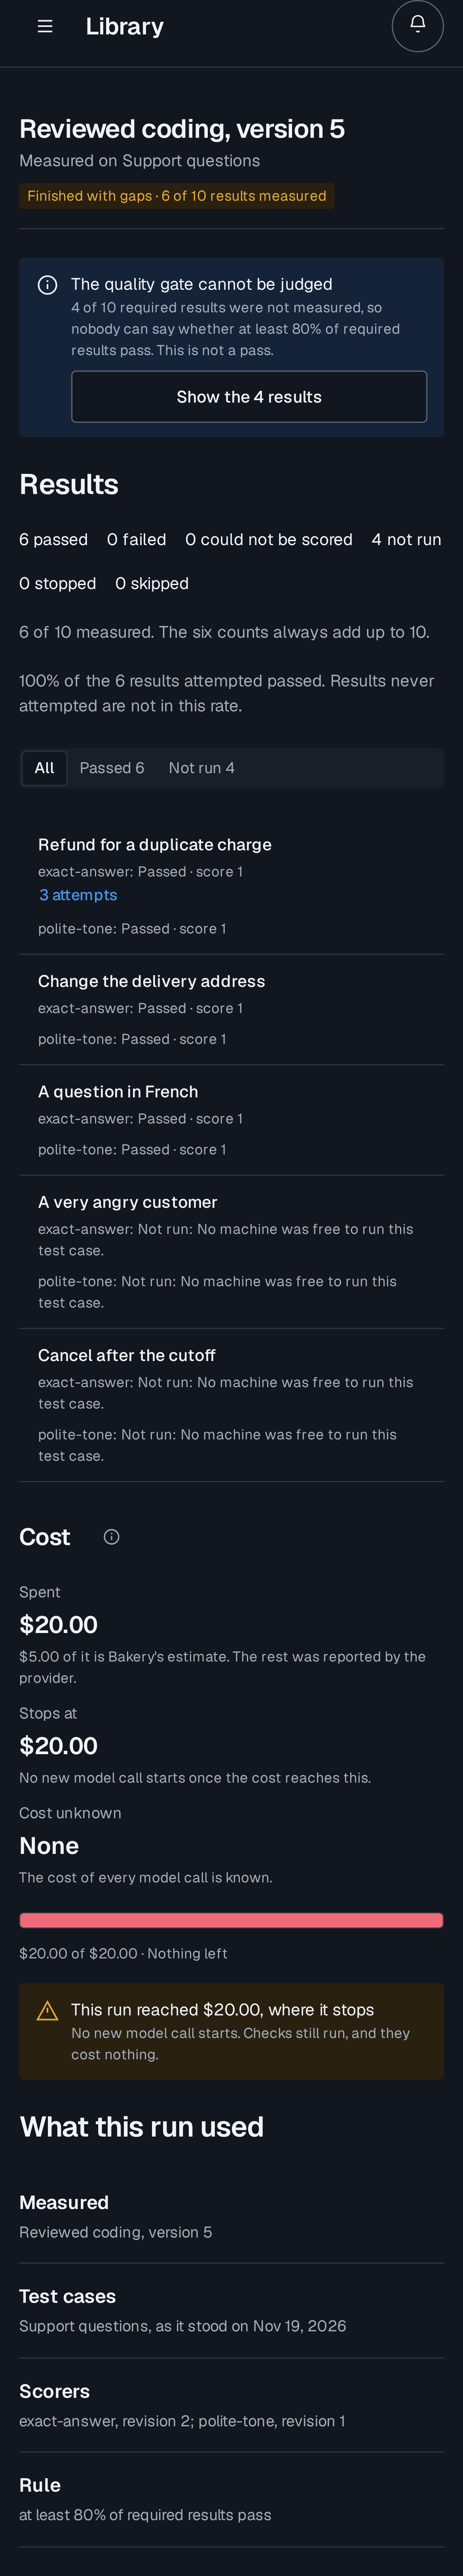 Library
Reviewed coding, version 5
Measured on Support questions
Finished with gaps · 6 of 10 results measured
The quality gate cannot be judged
4 of 10 required results were not measured, so
nobody can say whether at least 80% of required
results pass. This is not a pass.
Show the 4 results
Results
6 passed 0 failed 0 could not be scored 4 not run
0 stopped 0 skipped
6 of 10 measured. The six counts always add up to 10.
100% of the 6 results attempted passed. Results never
attempted are not in this rate.
All Passed 6 Not run 4
Refund for a duplicate charge
exact-answer: Passed · score 1
3 attempts
polite-tone: Passed · score 1
Change the delivery address
exact-answer: Passed · score 1
polite-tone: Passed · score 1
A question in French
exact-answer: Passed · score 1
polite-tone: Passed · score 1
A very angry customer
exact-answer: Not run: No machine was free to run this
test case.
polite-tone: Not run: No machine was free to run this
test case.
Cancel after the cutoff
exact-answer: Not run: No machine was free to run this
test case.
polite-tone: Not run: No machine was free to run this
test case.
Cost
Spent
$20.00
$5.00 of it is Bakery's estimate. The rest was reported by the
provider.
Stops at
$20.00
No new model call starts once the cost reaches this.
Cost unknown
None
The cost of every model call is known.
$20.00 of $20.00 · Nothing left
This run reached $20.00, where it stops
No new model call starts. Checks still run, and they
cost nothing.
What this run used
Measured
Reviewed coding, version 5
Test cases
Support questions, as it stood on Nov 19, 2026
Scorers
exact-answer, revision 2; polite-tone, revision 1
Rule
at least 80% of required results pass